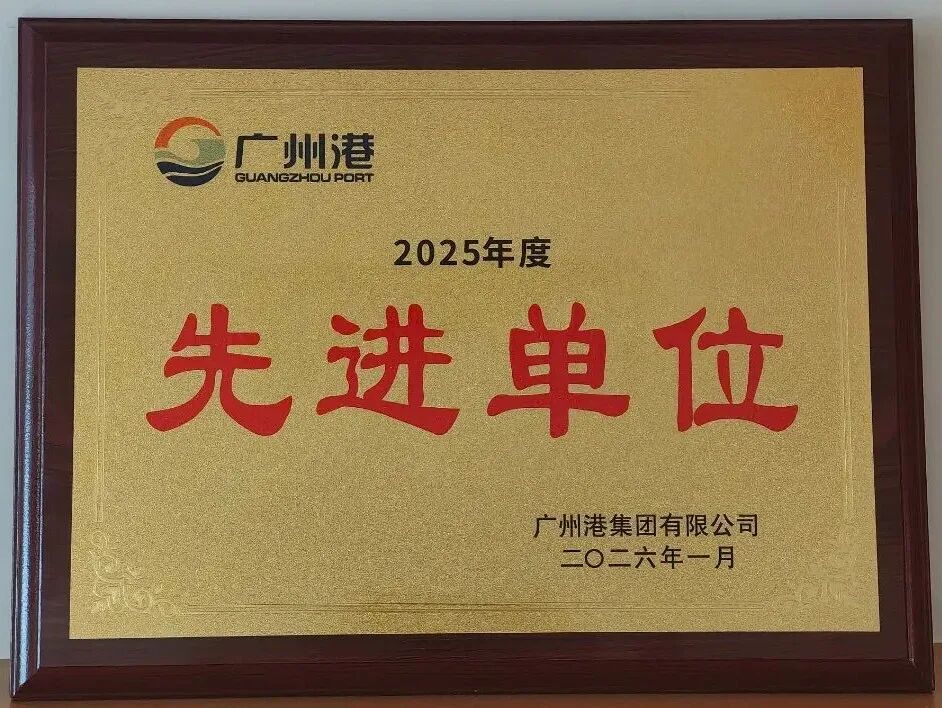 广州港
GUANGZHOU PORT
2025年度
先进单位
广州港集团有限公司
二〇二六年一月